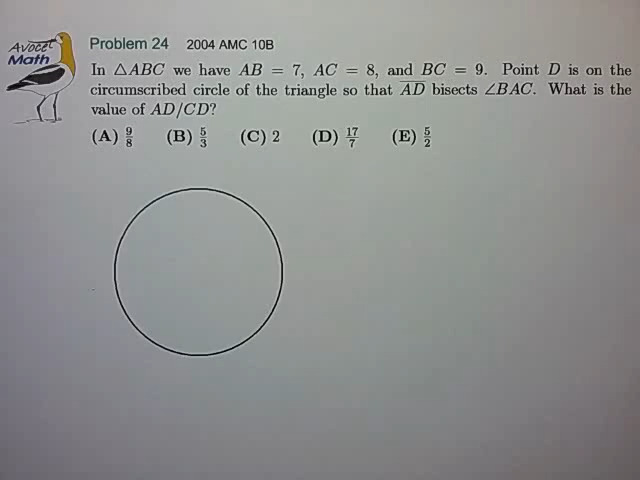 Avocet
Math
Problem 24 2004 AMC 10B
In △ABC we have AB = 7, AC = 8, and BC = 9. Point D is on the
circumscribed circle of the triangle so that A̅D̅ bisects ∠BAC. What is the
value of AD/CD?
(A) 9/8 (B) 5/3 (C) 2 (D) 17/7 (E) 5/2